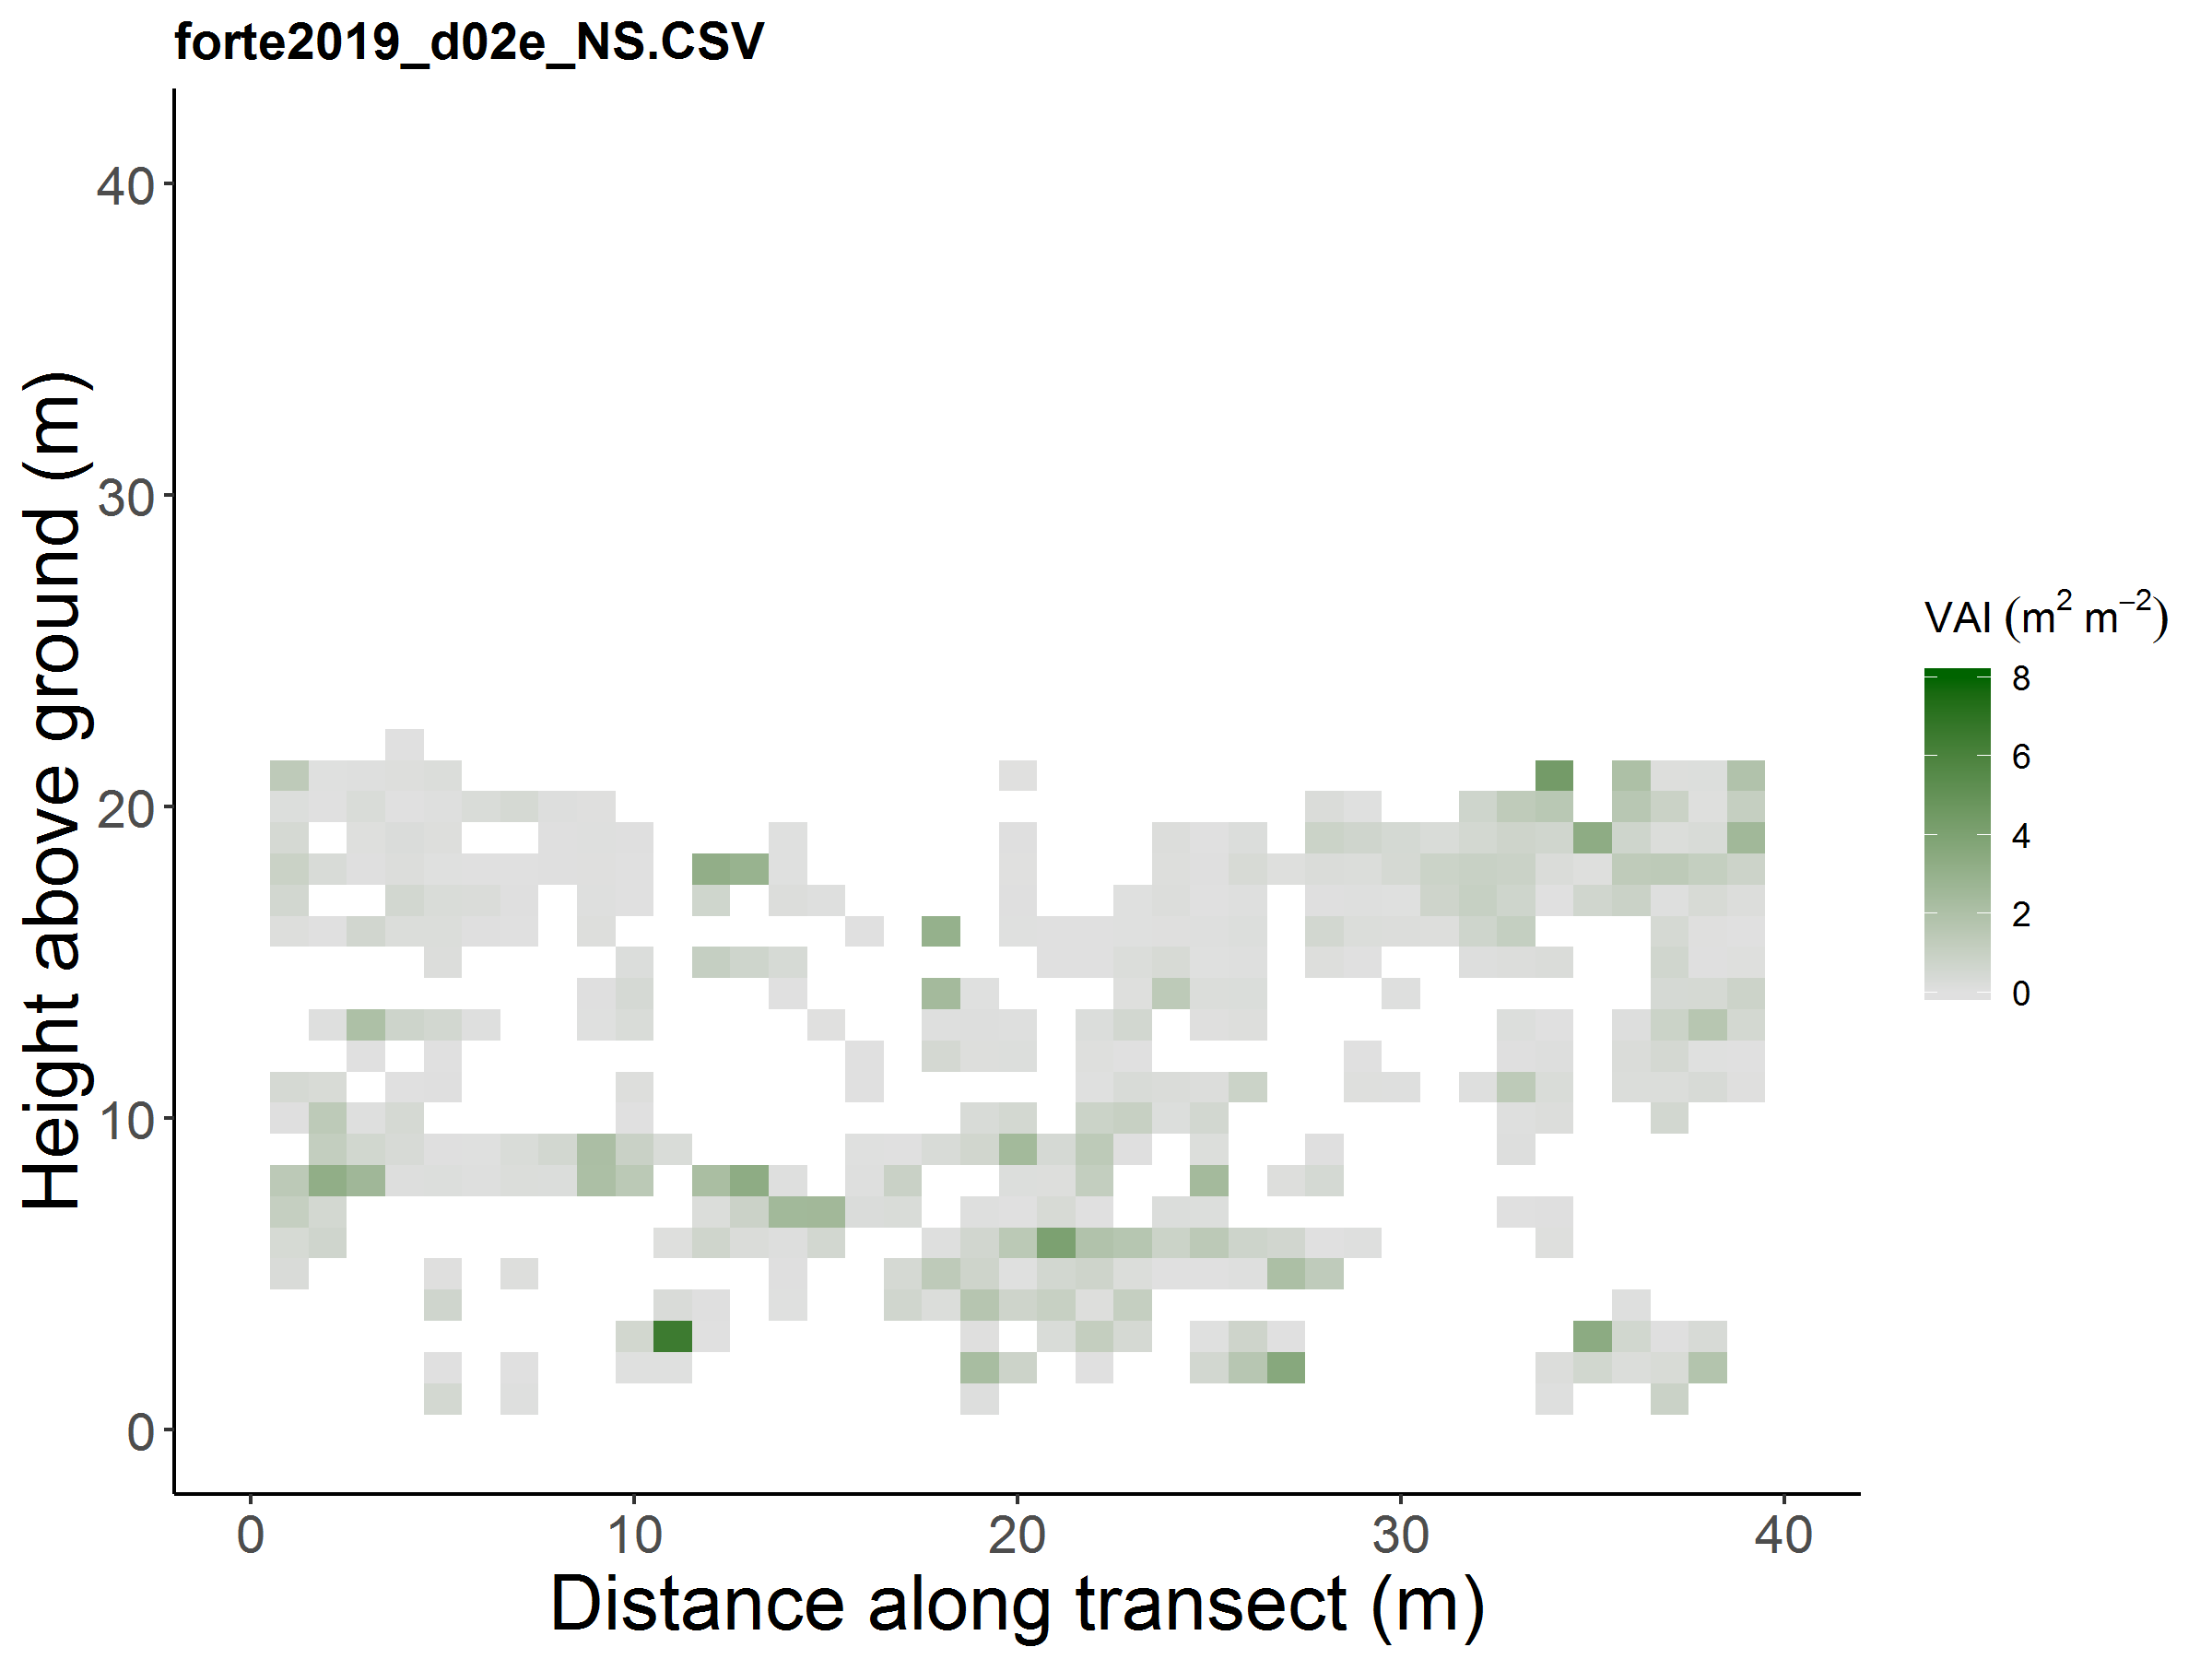 forte2019_d02e_NS.CSV
40
30
20
10
0
Height above ground (m)
0 10 20 30 40
Distance along transect (m)
VAI (m² m⁻²)
8
6
4
2
0